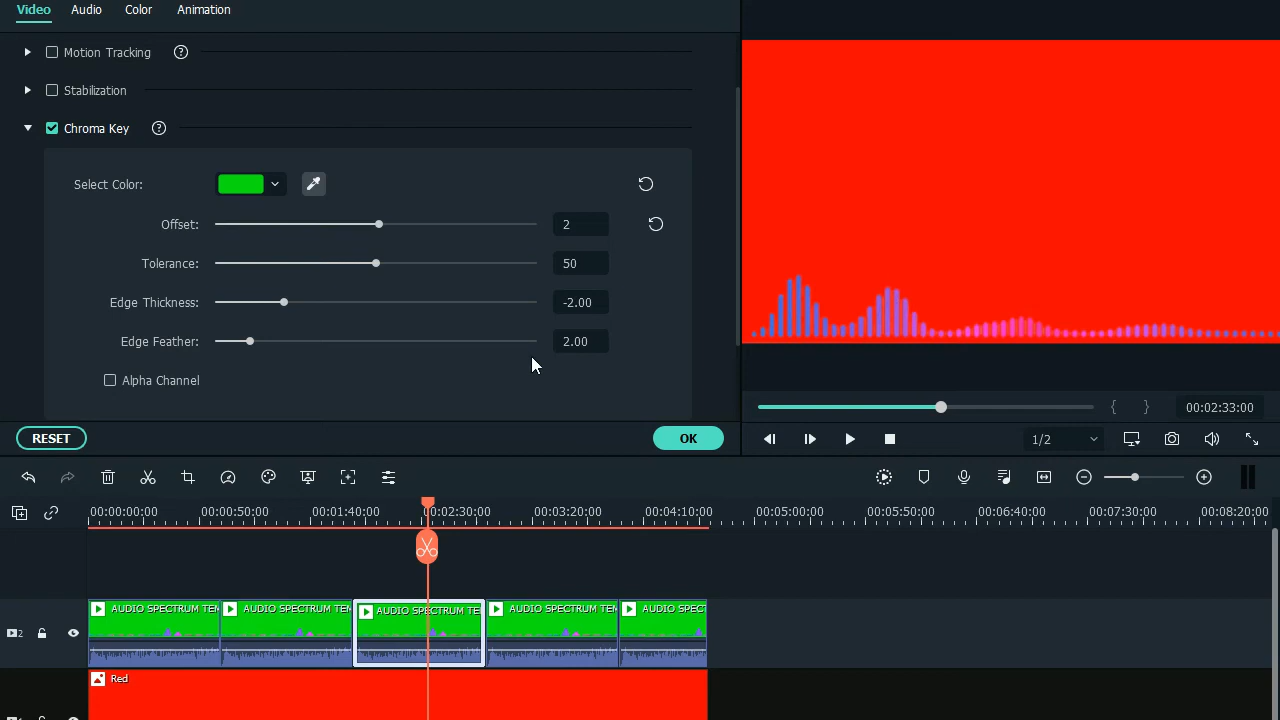 Video Audio Color Animation
Motion Tracking ?
Stabilization
Chroma Key ?
Select Color:
Offset: 2
Tolerance: 50
Edge Thickness: -2.00
Edge Feather: 2.00
Alpha Channel
RESET OK
{ } 00:02:33:00
1/2
00:00:00:00 00:00:50:00 00:01:40:00 00:02:30:00 00:03:20:00 00:04:10:00 00:05:00:00 00:05:50:00 00:06:40:00 00:07:30:00 00:08:20:00
AUDIO SPECTRUM TEM AUDIO SPECTRUM TEM AUDIO SPECTRUM TE AUDIO SPECTRUM TEM AUDIO SPECT
2
Red